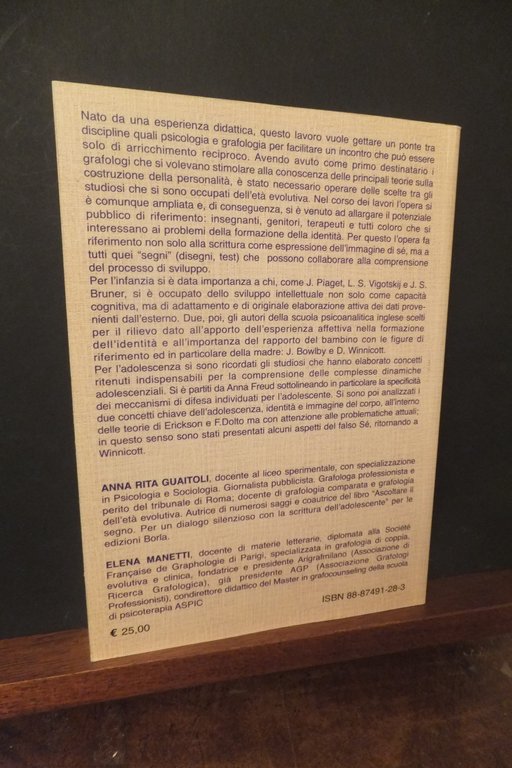 Nato da una esperienza didattica, questo lavoro vuole gettare un ponte tra
discipline quali psicologia e grafologia per facilitare un incontro che può essere
solo di arricchimento reciproco. Avendo avuto come primo destinatario i
grafologi che si volevano stimolare alla conoscenza delle principali teorie sulla
costruzione della personalità, è stato necessario operare delle scelte tra gli
studiosi che si sono occupati dell'età evolutiva. Nel corso dei lavori l'opera si
è comunque ampliata e, di conseguenza, si è venuto ad allargare il potenziale
pubblico di riferimento: insegnanti, genitori, terapeuti e tutti coloro che si
interessano ai problemi della formazione della identità. Per questo l'opera fa
riferimento non solo alla scrittura come espressione dell'immagine di sé, ma a
tutti quei "segni" (disegni, test) che possono collaborare alla comprensione
del processo di sviluppo.
Per l'infanzia si è data importanza a chi, come J. Piaget, L. S. Vigotskij e J. S.
Bruner, si è occupato dello sviluppo intellettuale non solo come capacità
cognitiva, ma di adattamento e di originale elaborazione attiva dei dati prove-
nienti dall'esterno. Due, poi, gli autori della scuola psicoanalitica inglese scelti
per il rilievo dato all'apporto dell'esperienza affettiva nella formazione
dell'identità e all'importanza del rapporto del bambino con le figure di
riferimento ed in particolare della madre: J. Bowlby e D. Winnicott.
Per l'adolescenza si sono ricordati gli studiosi che hanno elaborato concetti
ritenuti indispensabili per la comprensione delle complesse dinamiche
adolescenziali. Si è partiti da Anna Freud sottolineando in particolare la specificità
dei meccanismi di difesa individuati per l'adolescente. Si sono poi analizzati i
due concetti chiave dell'adolescenza, identità e immagine del corpo, all'interno
delle teorie di Erickson e F.Dolto ma con attenzione alle problematiche attuali;
in questo senso sono stati presentati alcuni aspetti del falso Sé, ritornando a
Winnicott.
ANNA RITA GUAITOLI, docente al liceo sperimentale, con specializzazione
in Psicologia e Sociologia. Giornalista pubblicista. Grafologa professionista e
perito del tribunale di Roma; docente di grafologia comparata e grafologia
dell'età evolutiva. Autrice di numerosi saggi e coautrice del libro "Ascoltare il
segno. Per un dialogo silenzioso con la scrittura dell'adolescente" per le
edizioni Borla.
ELENA MANETTI, docente di materie letterarie, diplomata alla Société
Française de Graphologie di Parigi, specializzata in grafologia di coppia,
evolutiva e clinica, fondatrice e presidente Arigrafmilano (Associazione di
Ricerca Grafologica), già presidente AGP (Associazione Grafologi
Professionisti), condirettore didattico del Master in grafocounseling della scuola
di psicoterapia ASPIC
€ 25.00
ISBN 88-87491-28-3